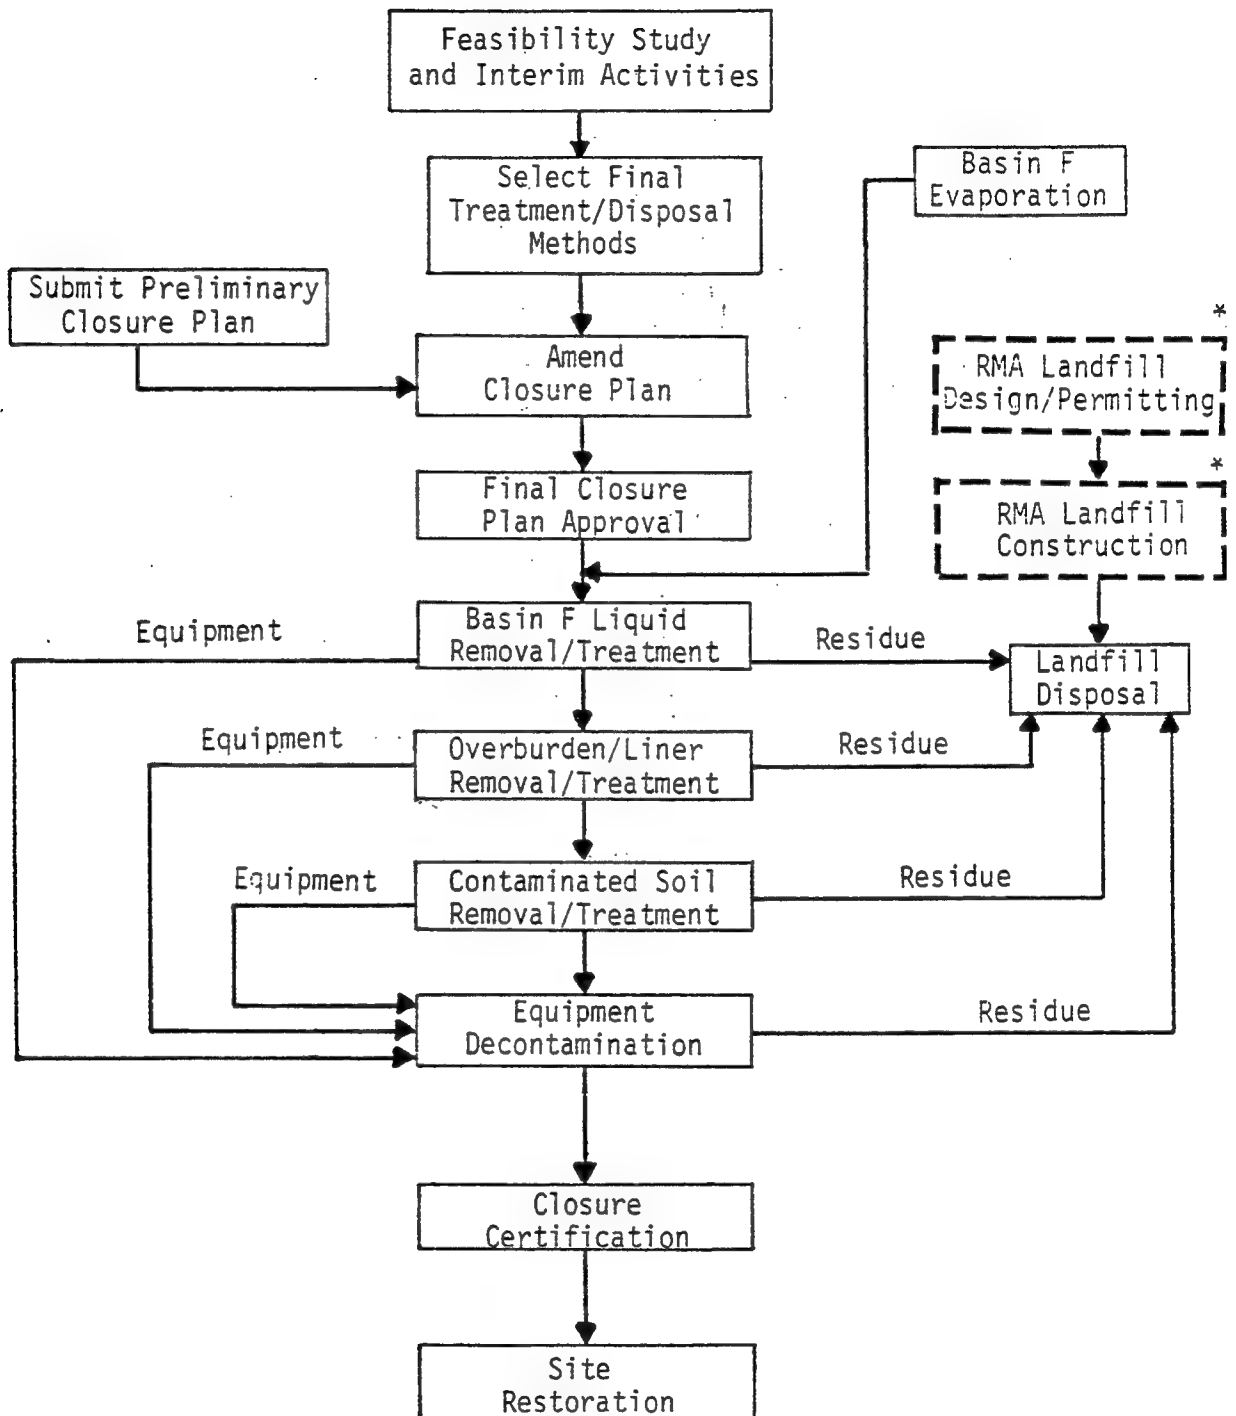 Feasibility Study
and Interim Activities
Select Final
Treatment/Disposal
Methods
Basin F
Evaporation
Submit Preliminary
Closure Plan
Amend
Closure Plan
*
RMA Landfill
Design/Permitting
Final Closure
Plan Approval
*
RMA Landfill
Construction
Equipment
Basin F Liquid
Removal/Treatment
Residue
Landfill
Disposal
Equipment
Overburden/Liner
Removal/Treatment
Residue
Equipment
Contaminated Soil
Removal/Treatment
Residue
Equipment
Decontamination
Residue
Closure
Certification
Site
Restoration